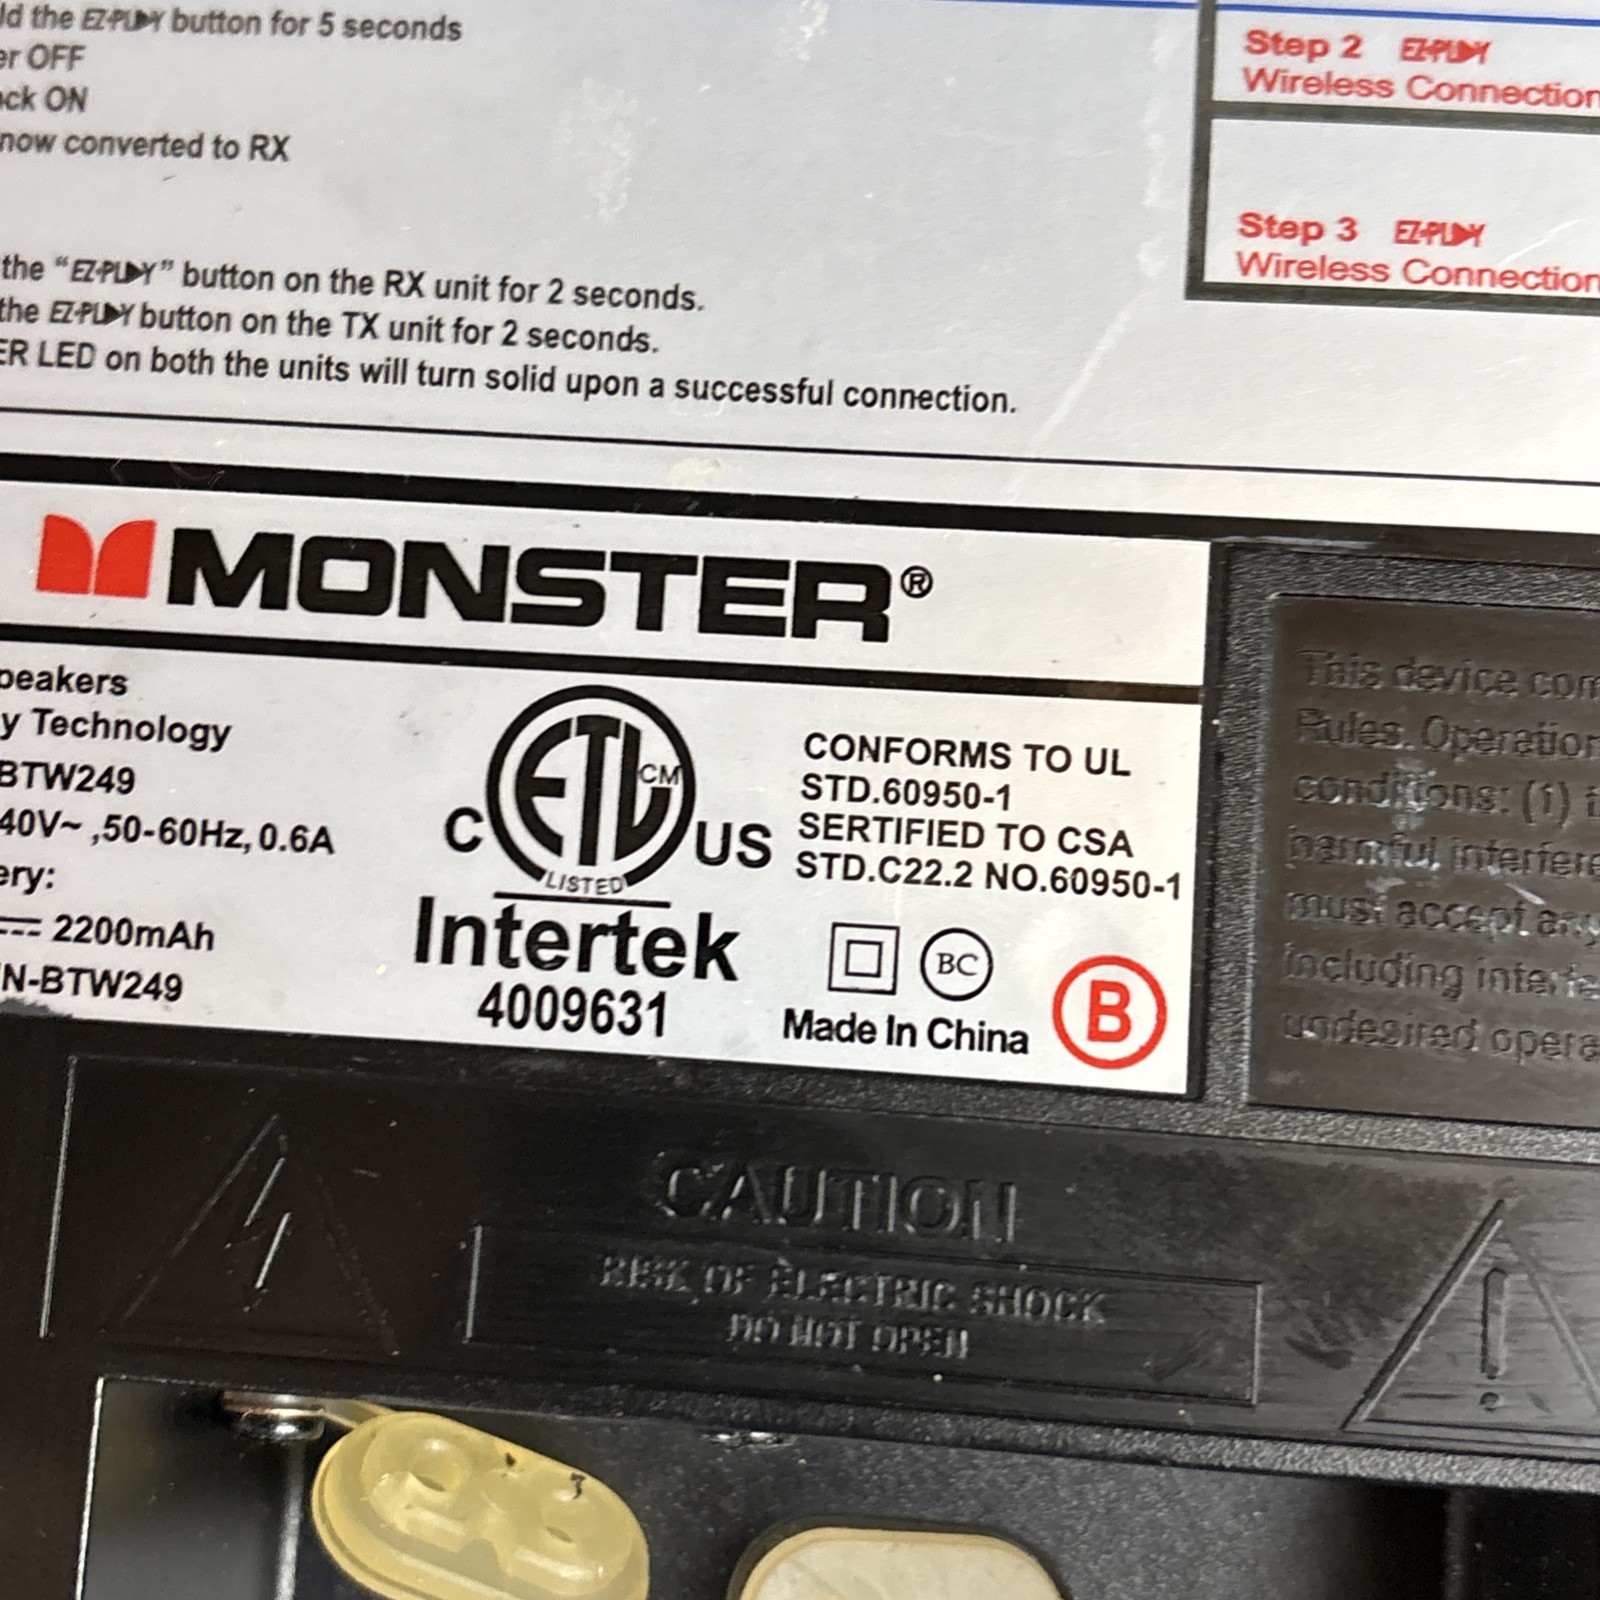 ld the EZ-PLAY button for 5 seconds
er OFF
ack ON
now converted to RX
the “EZ-PLAY” button on the RX unit for 2 seconds.
the EZ-PLAY button on the TX unit for 2 seconds.
ER LED on both the units will turn solid upon a successful connection.
Step 2 EZ-PLAY
Wireless Connection
Step 3 EZ-PLAY
Wireless Connection
MONSTER®
peakers
y Technology
BTW249
40V~ ,50-60Hz, 0.6A
ery:
2200mAh
N-BTW249
C ETL CM US
LISTED
Intertek
4009631
CONFORMS TO UL
STD.60950-1
SERTIFIED TO CSA
STD.C22.2 NO.60950-1
BC
Made In China
B
This device com
Rules. Operation
conditions: (1) t
harmful interfere
must accept any
including interfe
undesired opera
CAUTION
RISK OF ELECTRIC SHOCK
DO NOT OPEN